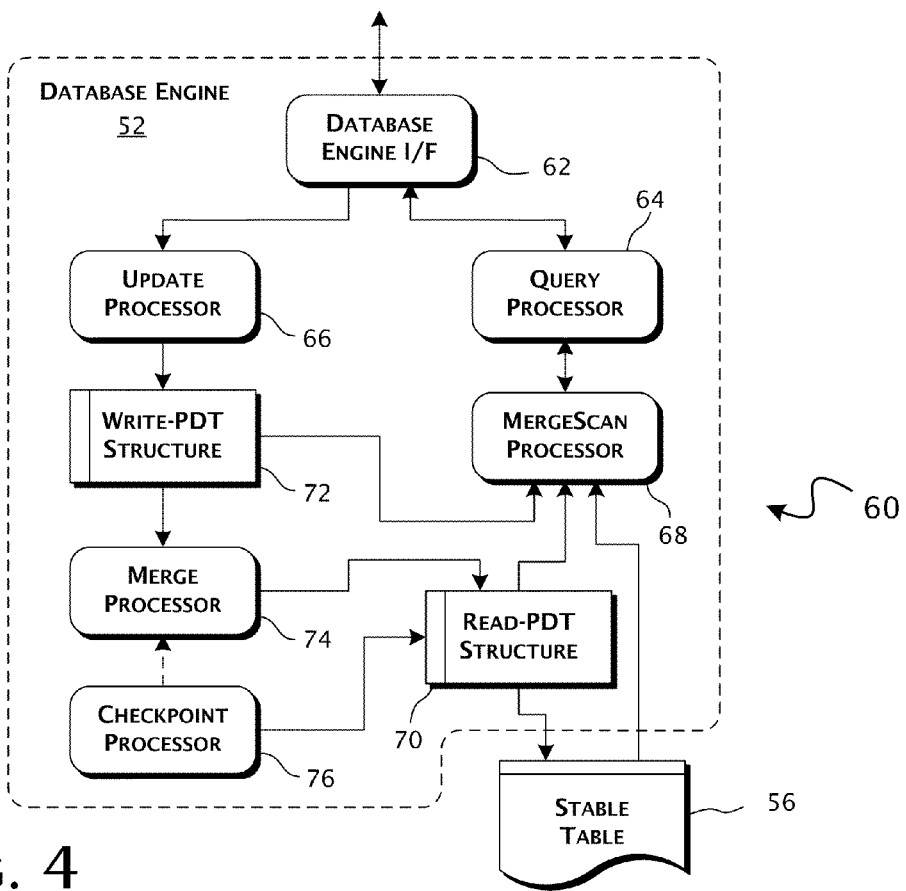 DATABASE ENGINE
52
DATABASE
ENGINE I/F
62
64
UPDATE
PROCESSOR
66
QUERY
PROCESSOR
WRITE-PDT
STRUCTURE
72
MERGESCAN
PROCESSOR
68
60
MERGE
PROCESSOR
74
READ-PDT
STRUCTURE
70
CHECKPOINT
PROCESSOR
76
STABLE
TABLE
56
. 4